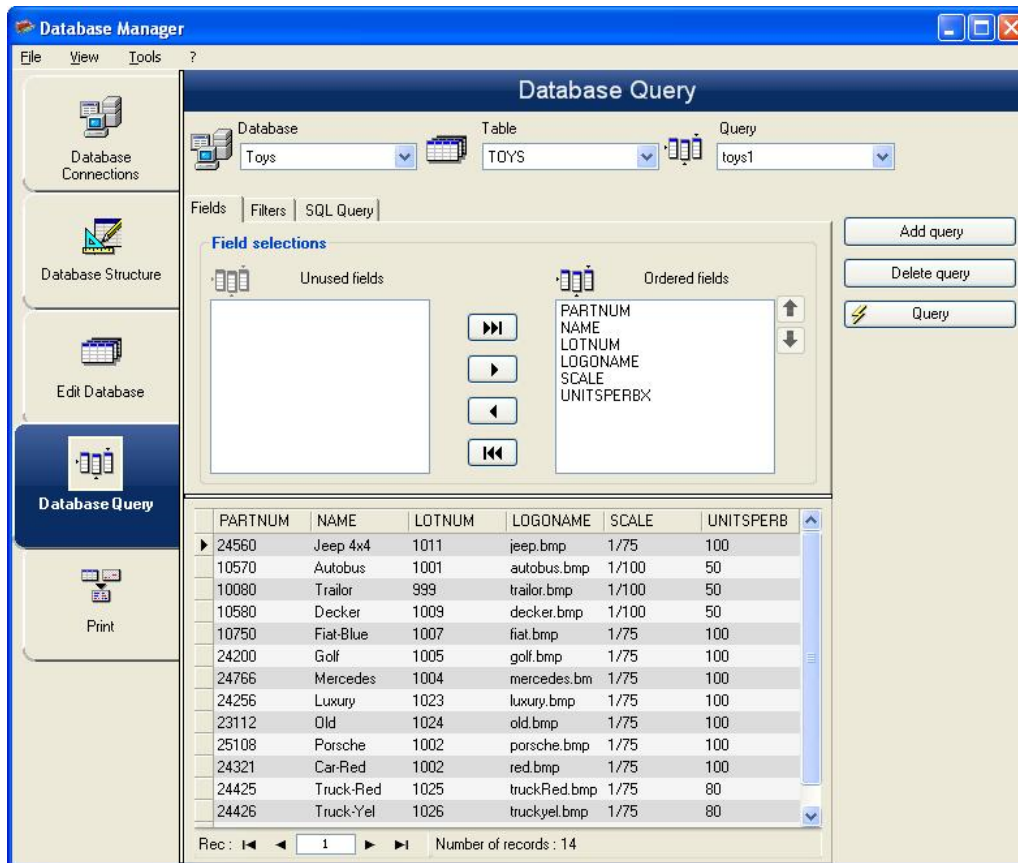 Database Manager
File View Tools ?
Database Connections
Database Structure
Edit Database
Database Query
Print
Database Query
Database Table Query
Toys TOYS toys1
Fields Filters SQL Query
Field selections
Unused fields
Ordered fields
PARTNUM
NAME
LOTNUM
LOGONAME
SCALE
UNITSPERBX
Add query
Delete query
Query
PARTNUM NAME LOTNUM LOGONAME SCALE UNITSPERB
24560 Jeep 4x4 1011 jeep.bmp 1/75 100
10570 Autobus 1001 autobus.bmp 1/100 50
10080 Trailor 999 trailor.bmp 1/100 50
10580 Decker 1009 decker.bmp 1/100 50
10750 Fiat-Blue 1007 fiat.bmp 1/75 100
24200 Golf 1005 golf.bmp 1/75 100
24766 Mercedes 1004 mercedes.bm 1/75 100
24256 Luxury 1023 luxury.bmp 1/75 100
23112 Old 1024 old.bmp 1/75 100
25108 Porsche 1002 porsche.bmp 1/75 100
24321 Car-Red 1002 red.bmp 1/75 100
24425 Truck-Red 1025 truckRed.bmp 1/75 80
24426 Truck-Yel 1026 truckyel.bmp 1/75 80
Rec : 1 Number of records : 14